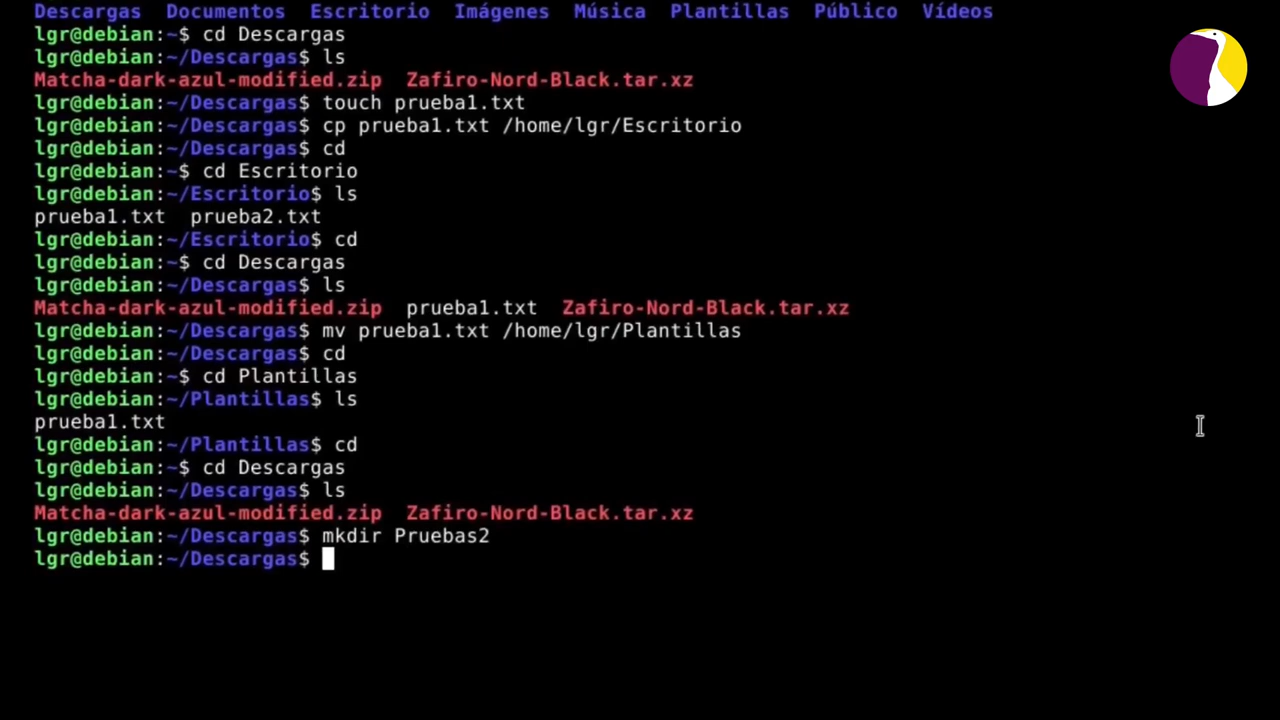 Descargas  Documentos  Escritorio  Imágenes  Música  Plantillas  Público  Vídeos
lgr@debian:~$ cd Descargas
lgr@debian:~/Descargas$ ls
Matcha-dark-azul-modified.zip  Zafiro-Nord-Black.tar.xz
lgr@debian:~/Descargas$ touch prueba1.txt
lgr@debian:~/Descargas$ cp prueba1.txt /home/lgr/Escritorio
lgr@debian:~/Descargas$ cd
lgr@debian:~$ cd Escritorio
lgr@debian:~/Escritorio$ ls
prueba1.txt  prueba2.txt
lgr@debian:~/Escritorio$ cd
lgr@debian:~$ cd Descargas
lgr@debian:~/Descargas$ ls
Matcha-dark-azul-modified.zip  prueba1.txt  Zafiro-Nord-Black.tar.xz
lgr@debian:~/Descargas$ mv prueba1.txt /home/lgr/Plantillas
lgr@debian:~/Descargas$ cd
lgr@debian:~$ cd Plantillas
lgr@debian:~/Plantillas$ ls
prueba1.txt
lgr@debian:~/Plantillas$ cd
lgr@debian:~$ cd Descargas
lgr@debian:~/Descargas$ ls
Matcha-dark-azul-modified.zip  Zafiro-Nord-Black.tar.xz
lgr@debian:~/Descargas$ mkdir Pruebas2
lgr@debian:~/Descargas$